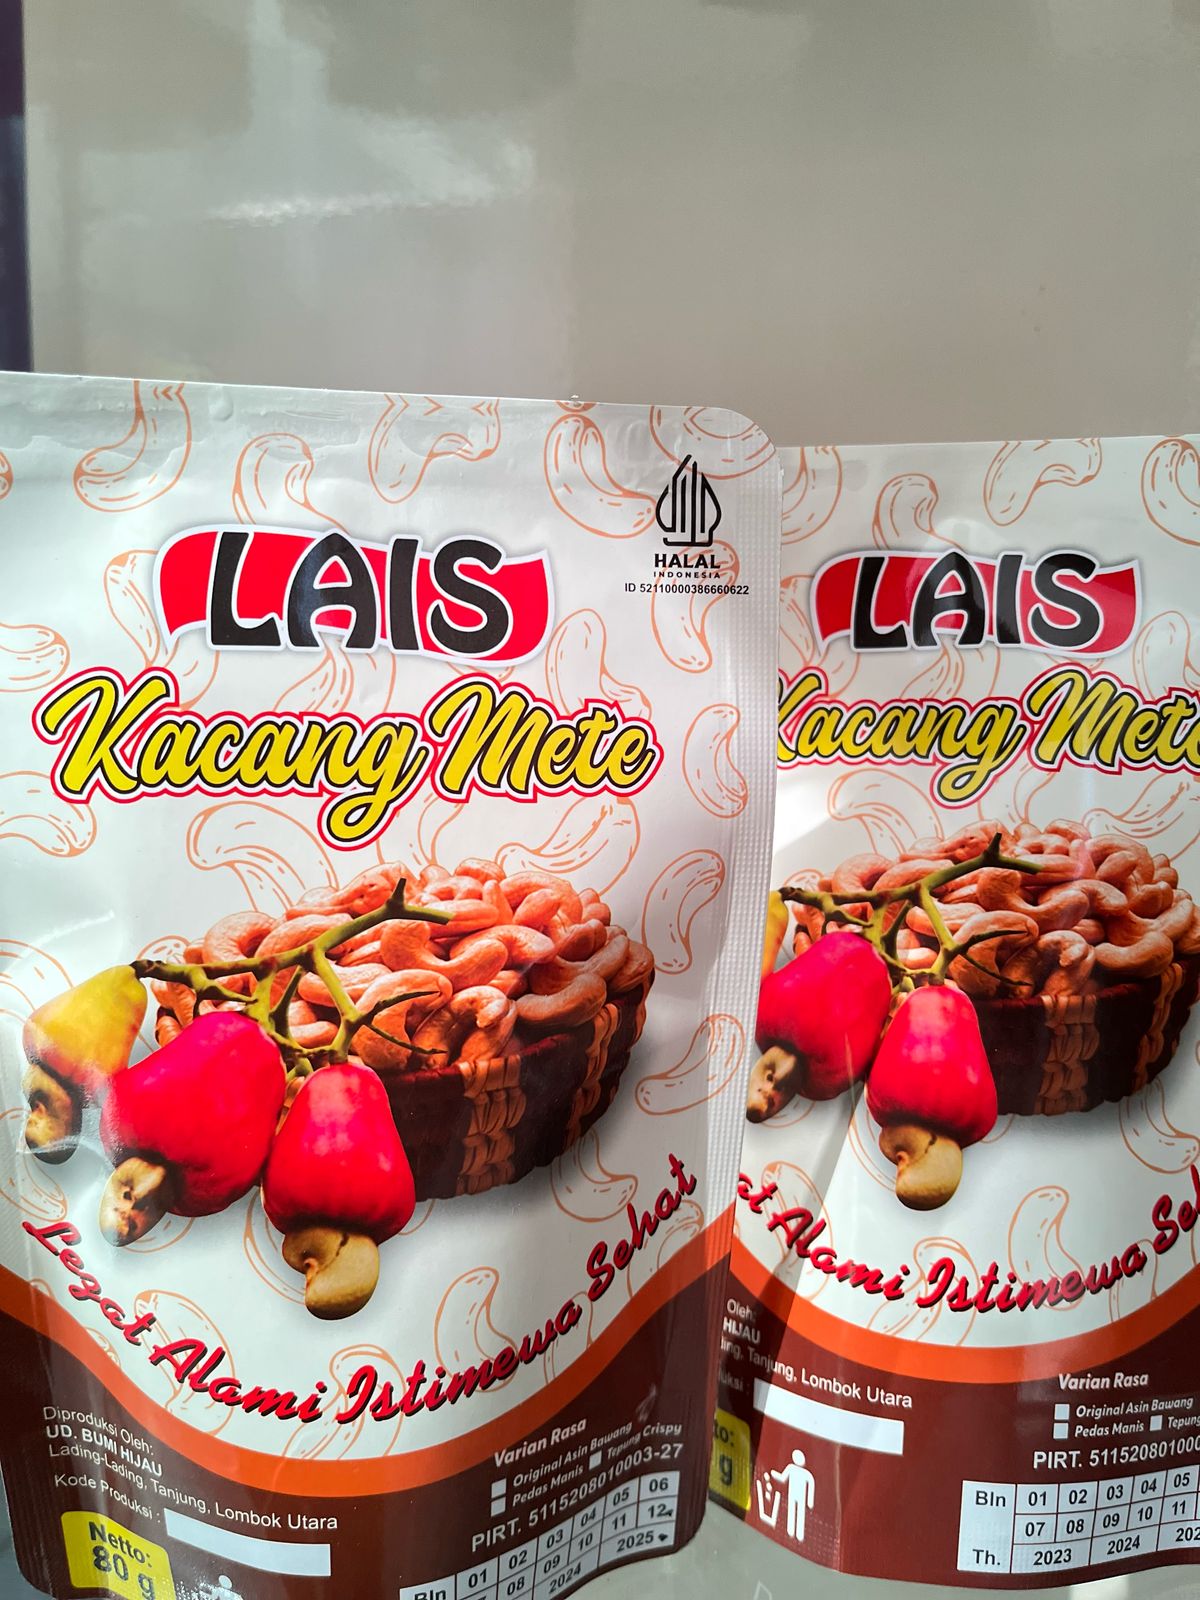 LAIS
Kacang Mete
HALAL
INDONESIA
ID 52110000386660622
Lezat Alami Istimewa Sehat
Diproduksi Oleh:
UD. BUMI HIJAU
Lading-Lading, Tanjung, Lombok Utara
Kode Produksi :
Netto:
80 g
Varian Rasa
Original Asin Bawang
Pedas Manis Tepung Crispy
PIRT. 5115208010003-27
Bln 01 02 03 04 05 06
08 09 10 11 12
2024 2025
LAIS
Kacang Mete
Alami Istimewa
Oleh:
HIJAU
Tanjung, Lombok Utara
g
Varian Rasa
Original Asin Bawang
Pedas Manis Tepung
PIRT. 511520801000
Bln 01 02 03 04 05
07 08 09 10 11
Th. 2023 2024 202